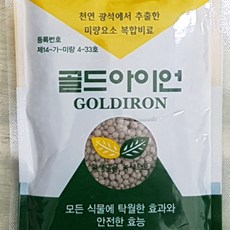 천연 광석에서 추출한
미량요소 복합비료
등록번호
제14-가-미량 4-33호
골드아이언
GOLDIRON
모든 식물에 탁월한 효과와
안전한 효능